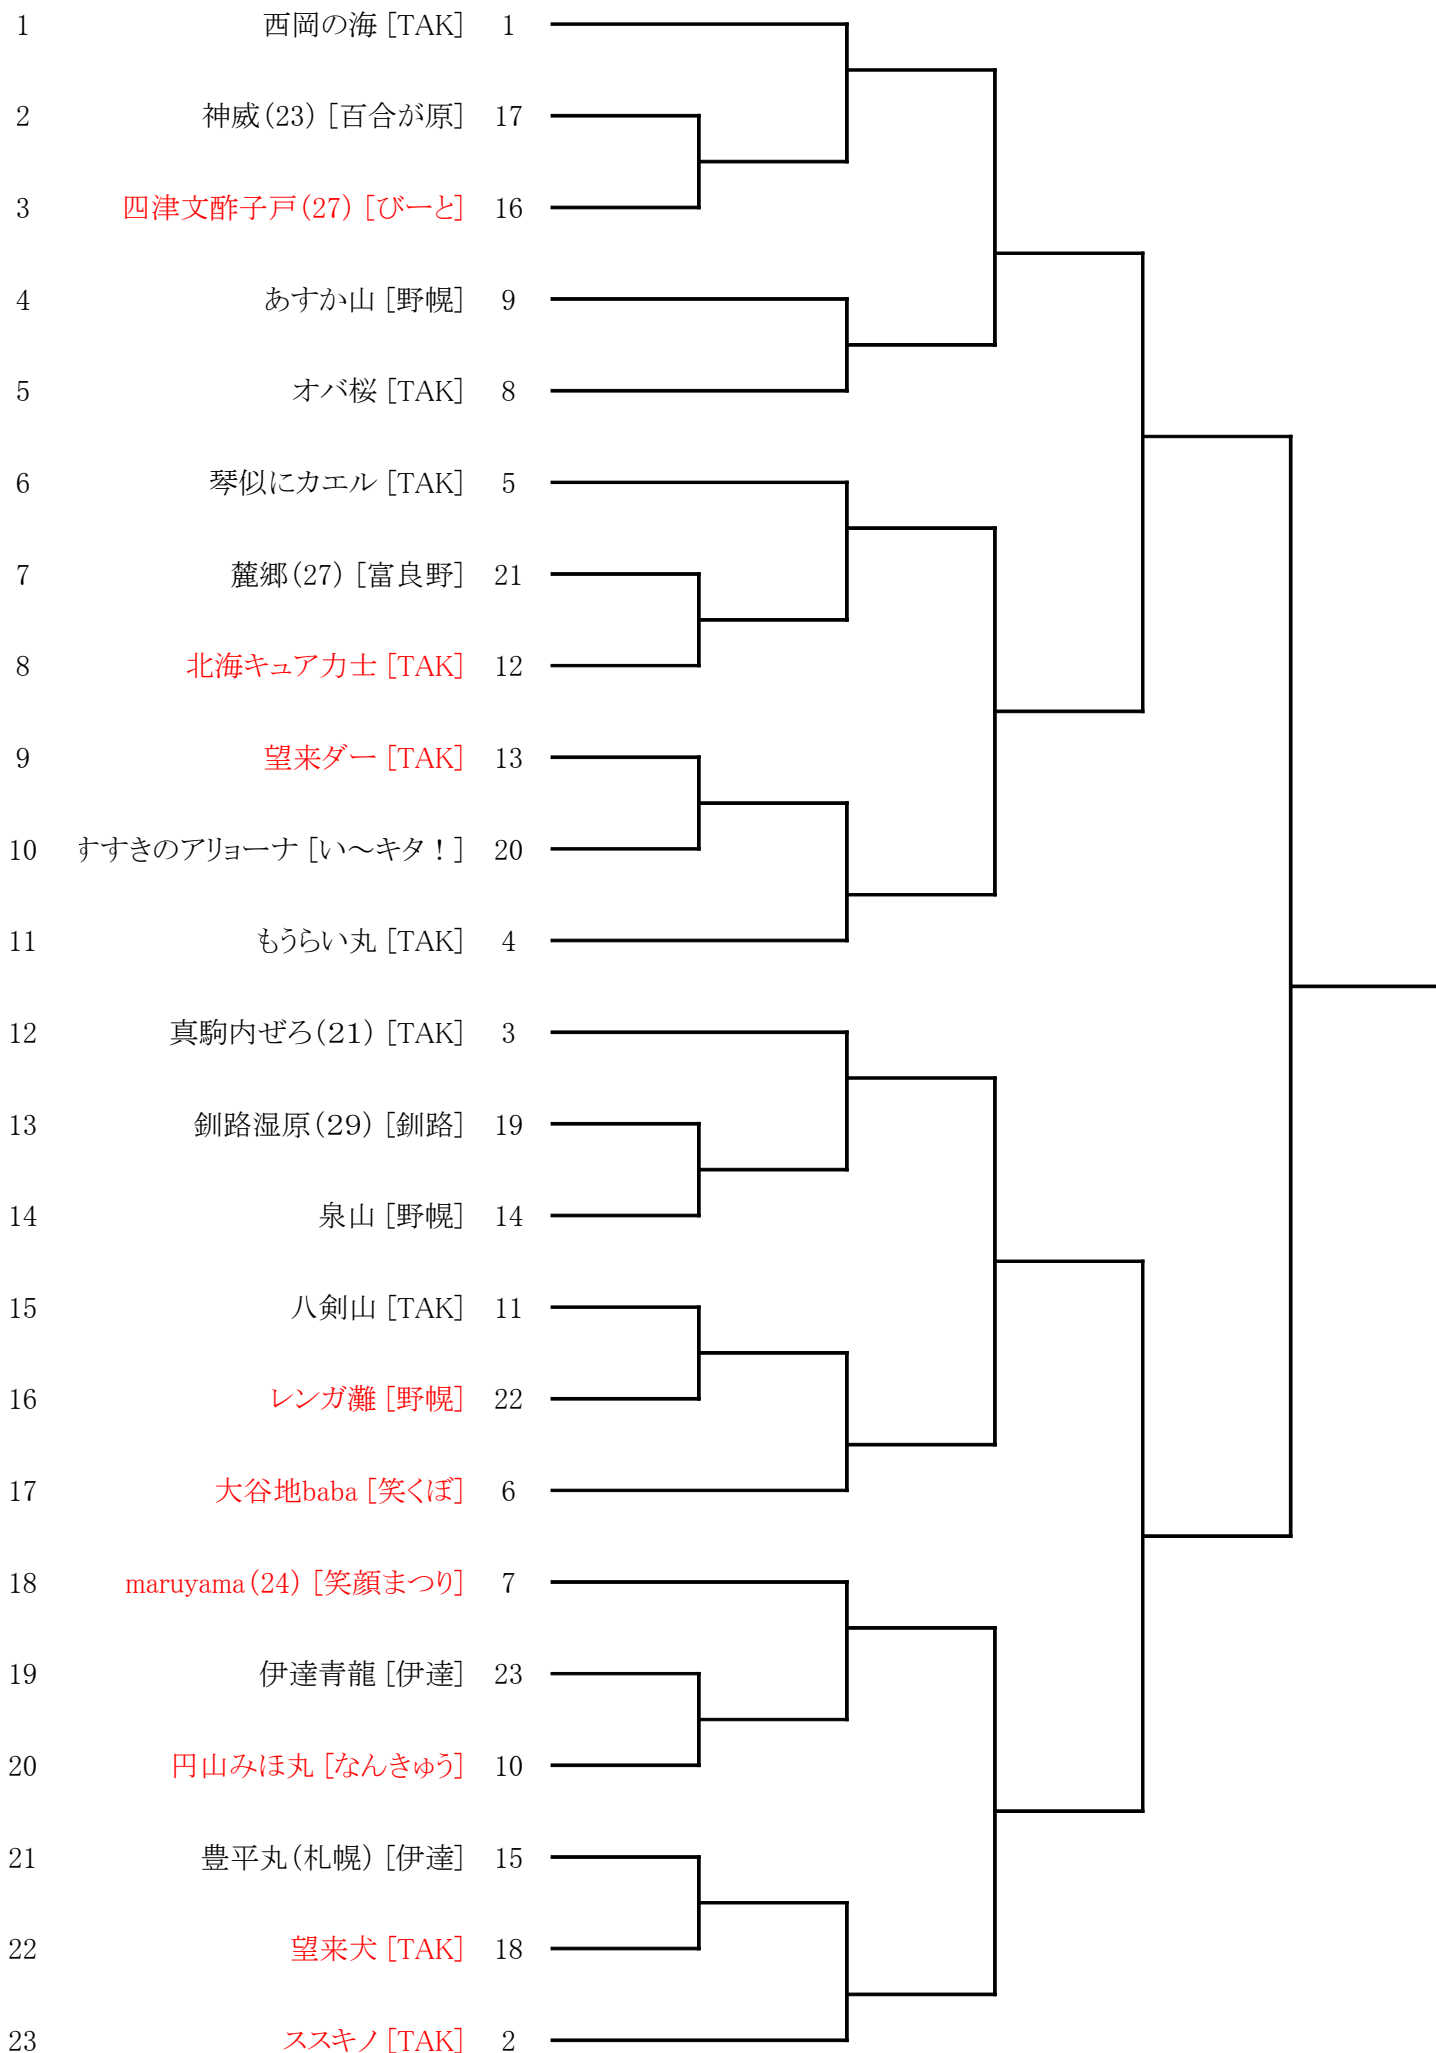 1 西岡の海 [TAK] 1
2 神威(23) [百合が原] 17
3 四津文酢子戸(27) [びーと] 16
4 あすか山 [野幌] 9
5 オバ桜 [TAK] 8
6 琴似にカエル [TAK] 5
7 麓郷(27) [富良野] 21
8 北海キュア力士 [TAK] 12
9 望来ダー [TAK] 13
10 すすきのアリョーナ [い～キタ！] 20
11 もうらい丸 [TAK] 4
12 真駒内ぜろ(21) [TAK] 3
13 釧路湿原(29) [釧路] 19
14 泉山 [野幌] 14
15 八剣山 [TAK] 11
16 レンガ灘 [野幌] 22
17 大谷地baba [笑くぼ] 6
18 maruyama(24) [笑顔まつり] 7
19 伊達青龍 [伊達] 23
20 円山みほ丸 [なんきゅう] 10
21 豊平丸(札幌) [伊達] 15
22 望来犬 [TAK] 18
23 ススキノ [TAK] 2